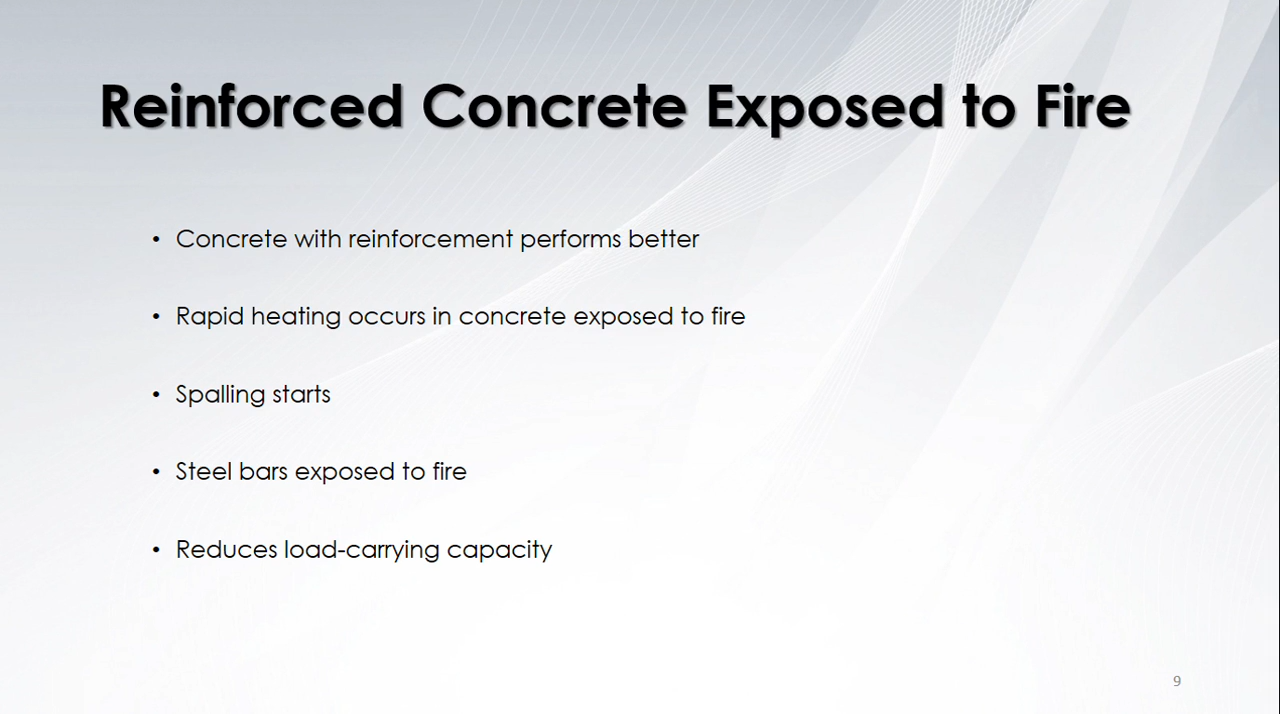 Reinforced Concrete Exposed to Fire
• Concrete with reinforcement performs better
• Rapid heating occurs in concrete exposed to fire
• Spalling starts
• Steel bars exposed to fire
• Reduces load-carrying capacity
9